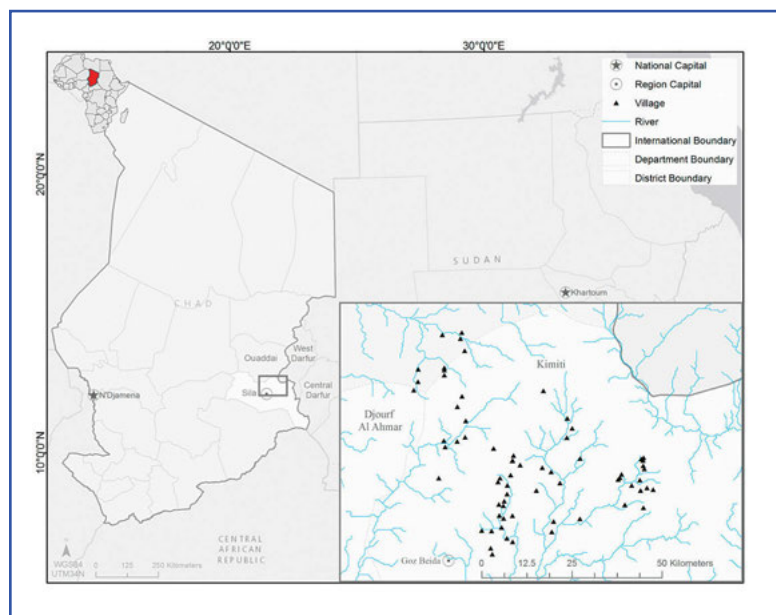 20°0'0"E
30°0'0"E
National Capital
Region Capital
Village
River
International Boundary
Department Boundary
District Boundary
20°0'0"N
10°0'0"N
SUDAN
Khartoum
CHAD
Ouaddai
West
Darfur
Central
Darfur
Sila
N'Djamena
Kimiti
Djourf
Al Ahmar
Goz Beida
0 12.5 25 50 Kilometers
CENTRAL
AFRICAN
REPUBLIC
WGS84
UTM34N
0 125 250 Kilometers